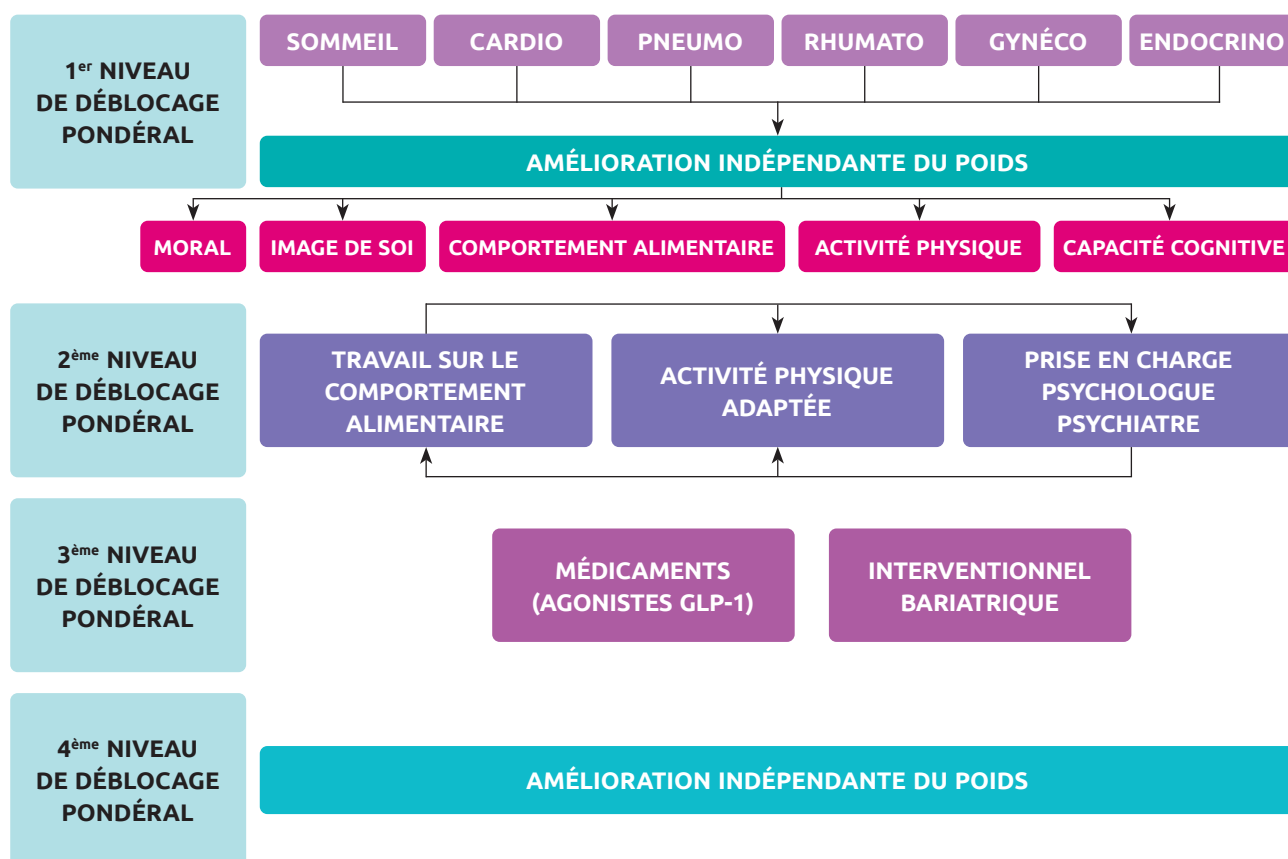 1er NIVEAU
DE DÉBLOCAGE
PONDÉRAL
SOMMEIL
CARDIO
PNEUMO
RHUMATO
GYNÉCO
ENDOCRINO
AMÉLIORATION INDÉPENDANTE DU POIDS
MORAL
IMAGE DE SOI
COMPORTEMENT ALIMENTAIRE
ACTIVITÉ PHYSIQUE
CAPACITÉ COGNITIVE
2ème NIVEAU
DE DÉBLOCAGE
PONDÉRAL
TRAVAIL SUR LE
COMPORTEMENT
ALIMENTAIRE
ACTIVITÉ PHYSIQUE
ADAPTÉE
PRISE EN CHARGE
PSYCHOLOGUE
PSYCHIATRE
3ème NIVEAU
DE DÉBLOCAGE
PONDÉRAL
MÉDICAMENTS
(AGONISTES GLP-1)
INTERVENTIONNEL
BARIATRIQUE
4ème NIVEAU
DE DÉBLOCAGE
PONDÉRAL
AMÉLIORATION INDÉPENDANTE DU POIDS